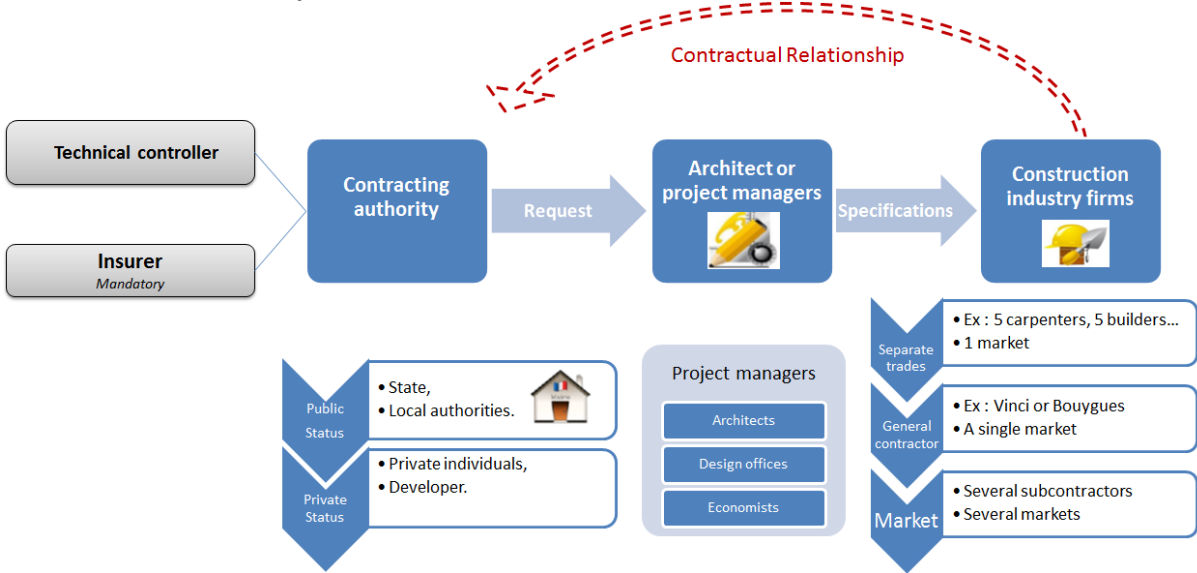 Contractual Relationship
Technical controller
Insurer
Mandatory
Contracting
authority
Request
Architect or
project managers
Specifications
Construction
industry firms
Public
Status
• State,
• Local authorities.
Private
Status
• Private individuals,
• Developer.
Project managers
Architects
Design offices
Economists
Separate
trades
• Ex : 5 carpenters, 5 builders...
• 1 market
General
contractor
• Ex : Vinci or Bouygues
• A single market
Market
• Several subcontractors
• Several markets